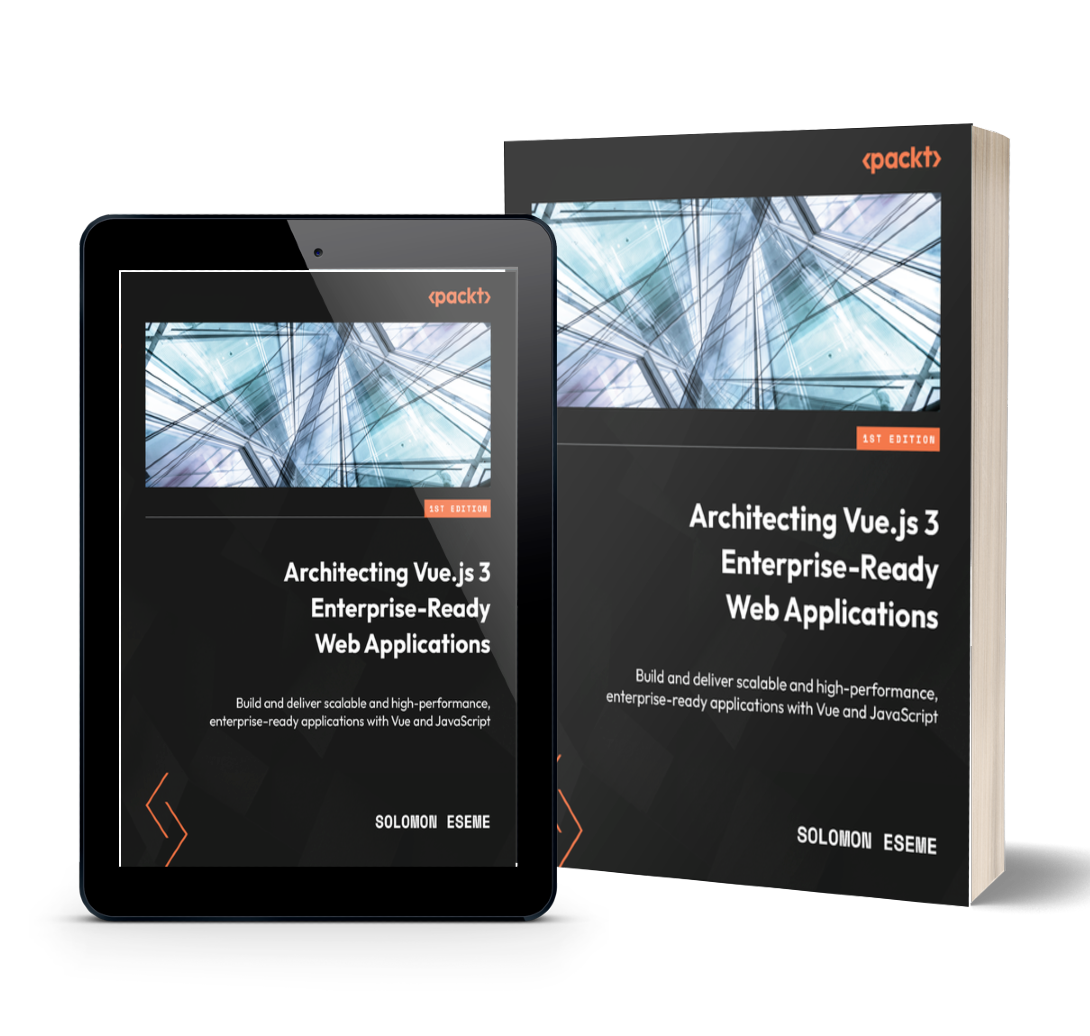 <packt>
1ST EDITION
Architecting Vue.js 3
Enterprise-Ready
Web Applications
Build and deliver scalable and high-performance,
enterprise-ready applications with Vue and JavaScript
SOLOMON ESEME
<packt>
1ST EDITION
Architecting Vue.js 3
Enterprise-Ready
Web Applications
Build and deliver scalable and high-performance,
enterprise-ready applications with Vue and JavaScript
SOLOMON ESEME